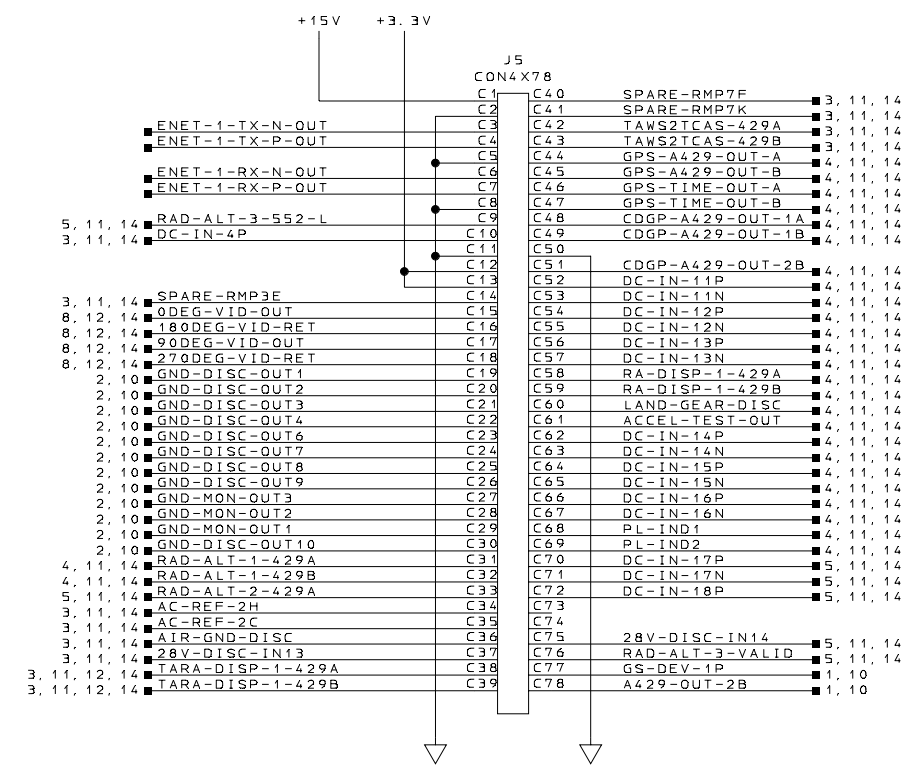 +15V +3.3V
J5
CON4X78
C1 C40 SPARE-RMP7F 3, 11, 14
C2 C41 SPARE-RMP7K 3, 11, 14
ENET-1-TX-N-OUT C3 C42 TAWS2TCAS-429A 3, 11, 14
ENET-1-TX-P-OUT C4 C43 TAWS2TCAS-429B 3, 11, 14
C5 C44 GPS-A429-OUT-A 4, 11, 14
ENET-1-RX-N-OUT C6 C45 GPS-A429-OUT-B 4, 11, 14
ENET-1-RX-P-OUT C7 C46 GPS-TIME-OUT-A 4, 11, 14
C8 C47 GPS-TIME-OUT-B 4, 11, 14
5, 11, 14 RAD-ALT-3-552-L C9 C48 CDGP-A429-OUT-1A 4, 11, 14
3, 11, 14 DC-IN-4P C10 C49 CDGP-A429-OUT-1B 4, 11, 14
C11 C50
C12 C51 CDGP-A429-OUT-2B 4, 11, 14
C13 C52 DC-IN-11P 4, 11, 14
3, 11, 14 SPARE-RMP3E C14 C53 DC-IN-11N 4, 11, 14
8, 12, 14 0DEG-VID-OUT C15 C54 DC-IN-12P 4, 11, 14
8, 12, 14 180DEG-VID-RET C16 C55 DC-IN-12N 4, 11, 14
8, 12, 14 90DEG-VID-OUT C17 C56 DC-IN-13P 4, 11, 14
8, 12, 14 270DEG-VID-RET C18 C57 DC-IN-13N 4, 11, 14
2, 10 GND-DISC-OUT1 C19 C58 RA-DISP-1-429A 4, 11, 14
2, 10 GND-DISC-OUT2 C20 C59 RA-DISP-1-429B 4, 11, 14
2, 10 GND-DISC-OUT3 C21 C60 LAND-GEAR-DISC 4, 11, 14
2, 10 GND-DISC-OUT4 C22 C61 ACCEL-TEST-OUT 4, 11, 14
2, 10 GND-DISC-OUT6 C23 C62 DC-IN-14P 4, 11, 14
2, 10 GND-DISC-OUT7 C24 C63 DC-IN-14N 4, 11, 14
2, 10 GND-DISC-OUT8 C25 C64 DC-IN-15P 4, 11, 14
2, 10 GND-DISC-OUT9 C26 C65 DC-IN-15N 4, 11, 14
2, 10 GND-MON-OUT3 C27 C66 DC-IN-16P 4, 11, 14
2, 10 GND-MON-OUT2 C28 C67 DC-IN-16N 4, 11, 14
2, 10 GND-MON-OUT1 C29 C68 PL-IND1 4, 11, 14
2, 10 GND-DISC-OUT10 C30 C69 PL-IND2 4, 11, 14
4, 11, 14 RAD-ALT-1-429A C31 C70 DC-IN-17P 5, 11, 14
4, 11, 14 RAD-ALT-1-429B C32 C71 DC-IN-17N 5, 11, 14
5, 11, 14 RAD-ALT-2-429A C33 C72 DC-IN-18P 5, 11, 14
3, 11, 14 AC-REF-2H C34 C73
3, 11, 14 AC-REF-2C C35 C74
3, 11, 14 AIR-GND-DISC C36 C75 28V-DISC-IN14 5, 11, 14
3, 11, 14 28V-DISC-IN13 C37 C76 RAD-ALT-3-VALID 5, 11, 14
3, 11, 12, 14 TARA-DISP-1-429A C38 C77 GS-DEV-1P 1, 10
3, 11, 12, 14 TARA-DISP-1-429B C39 C78 A429-OUT-2B 1, 10